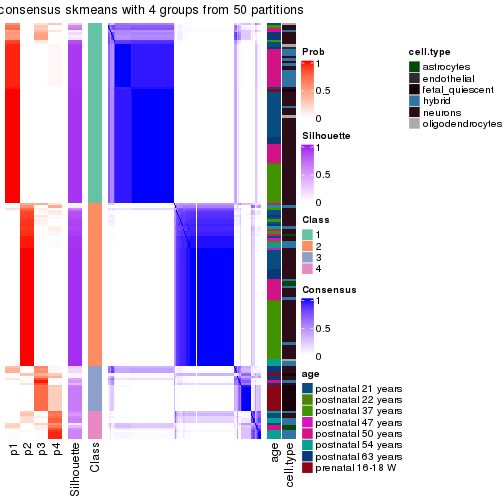 consensus skmeans with 4 groups from 50 partitions
Prob
1
0.5
0
Silhouette
1
0.5
0
Class
1
2
3
4
Consensus
1
0.5
0
age
postnatal 21 years
postnatal 22 years
postnatal 37 years
postnatal 47 years
postnatal 50 years
postnatal 54 years
postnatal 63 years
prenatal 16-18 W
cell.type
astrocytes
endothelial
fetal_quiescent
hybrid
neurons
oligodendrocytes
p1
p2
p3
p4
Silhouette
Class
age
cell.type